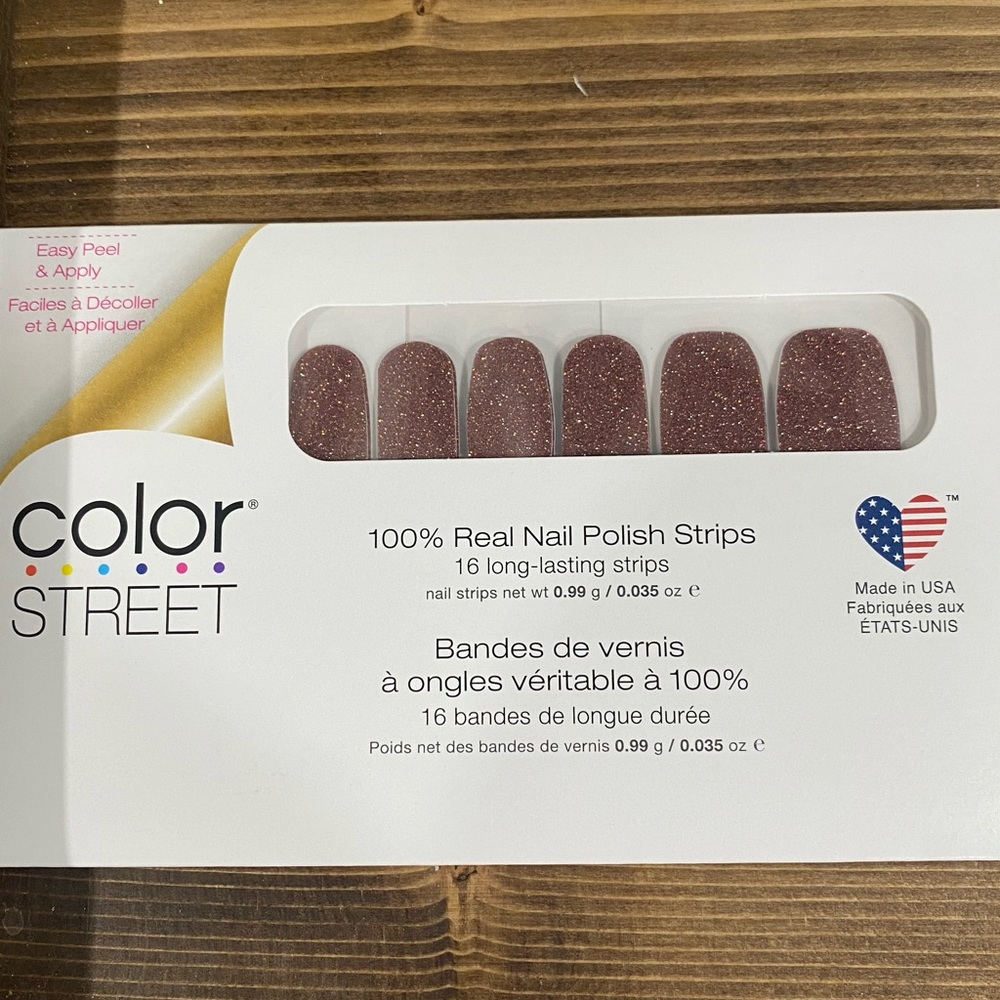 Easy Peel
& Apply
Faciles à Décoller
et à Appliquer
color®
STREET
100% Real Nail Polish Strips
16 long-lasting strips
nail strips net wt 0.99 g / 0.035 oz ℮
Bandes de vernis
à ongles véritable à 100%
16 bandes de longue durée
Poids net des bandes de vernis 0.99 g / 0.035 oz ℮
TM
Made in USA
Fabriquées aux
ÉTATS-UNIS